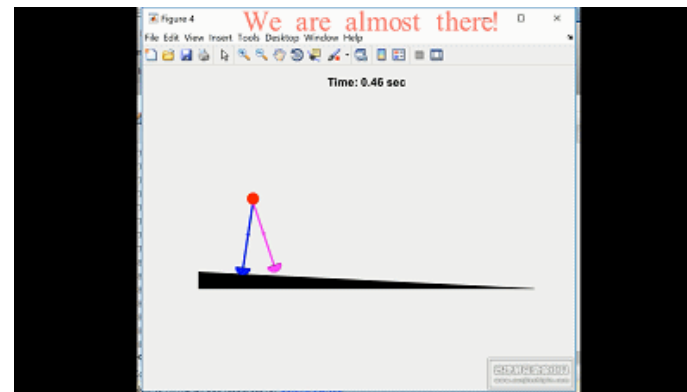 Figure 4
We are almost there!
File Edit View Insert Tools Desktop Window Help
Time: 0.46 sec